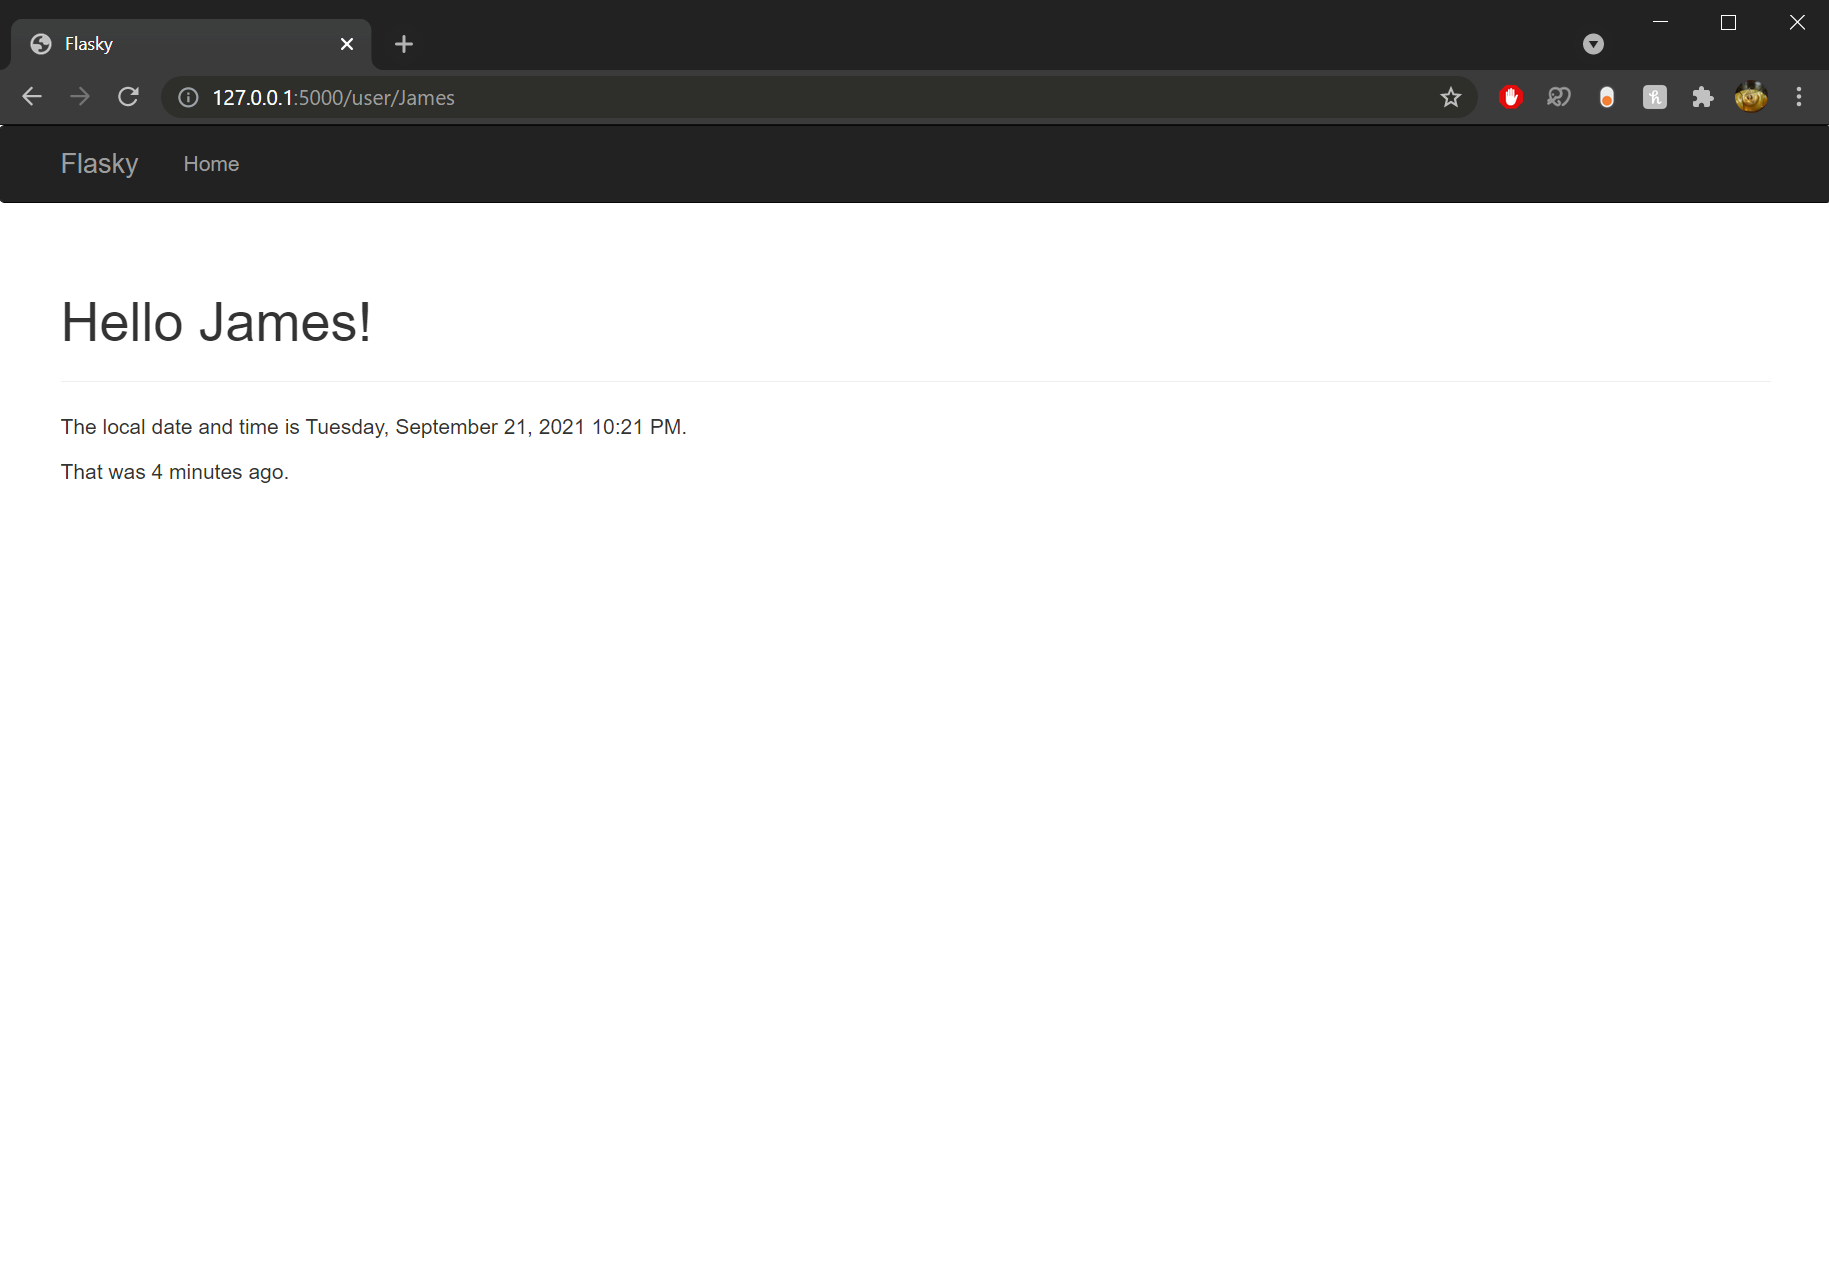 Flasky
127.0.0.1:5000/user/James
Flasky Home
Hello James!
The local date and time is Tuesday, September 21, 2021 10:21 PM.
That was 4 minutes ago.